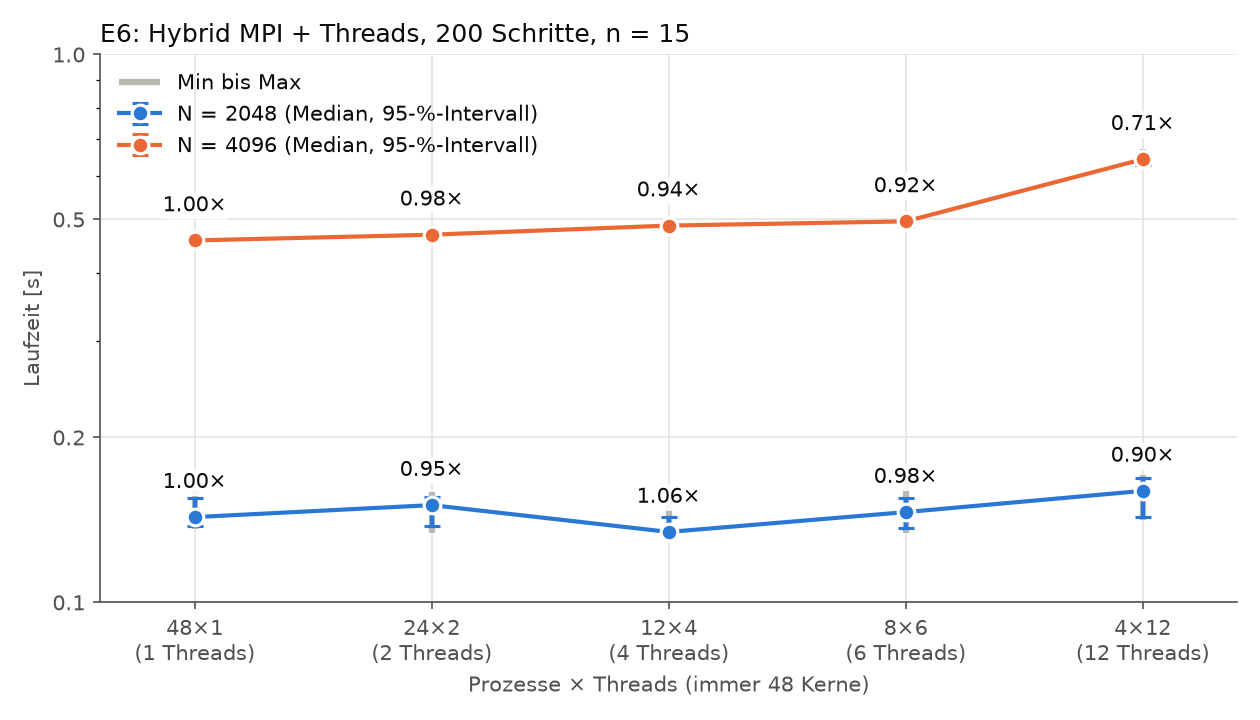 E6: Hybrid MPI + Threads, 200 Schritte, n = 15
1.0
Min bis Max
N = 2048 (Median, 95-%-Intervall)
N = 4096 (Median, 95-%-Intervall)
1.00×
0.98×
0.94×
0.92×
0.71×
0.5
Laufzeit [s]
0.2
1.00×
0.95×
1.06×
0.98×
0.90×
0.1
48×1
(1 Threads)
24×2
(2 Threads)
12×4
(4 Threads)
8×6
(6 Threads)
4×12
(12 Threads)
Prozesse × Threads (immer 48 Kerne)